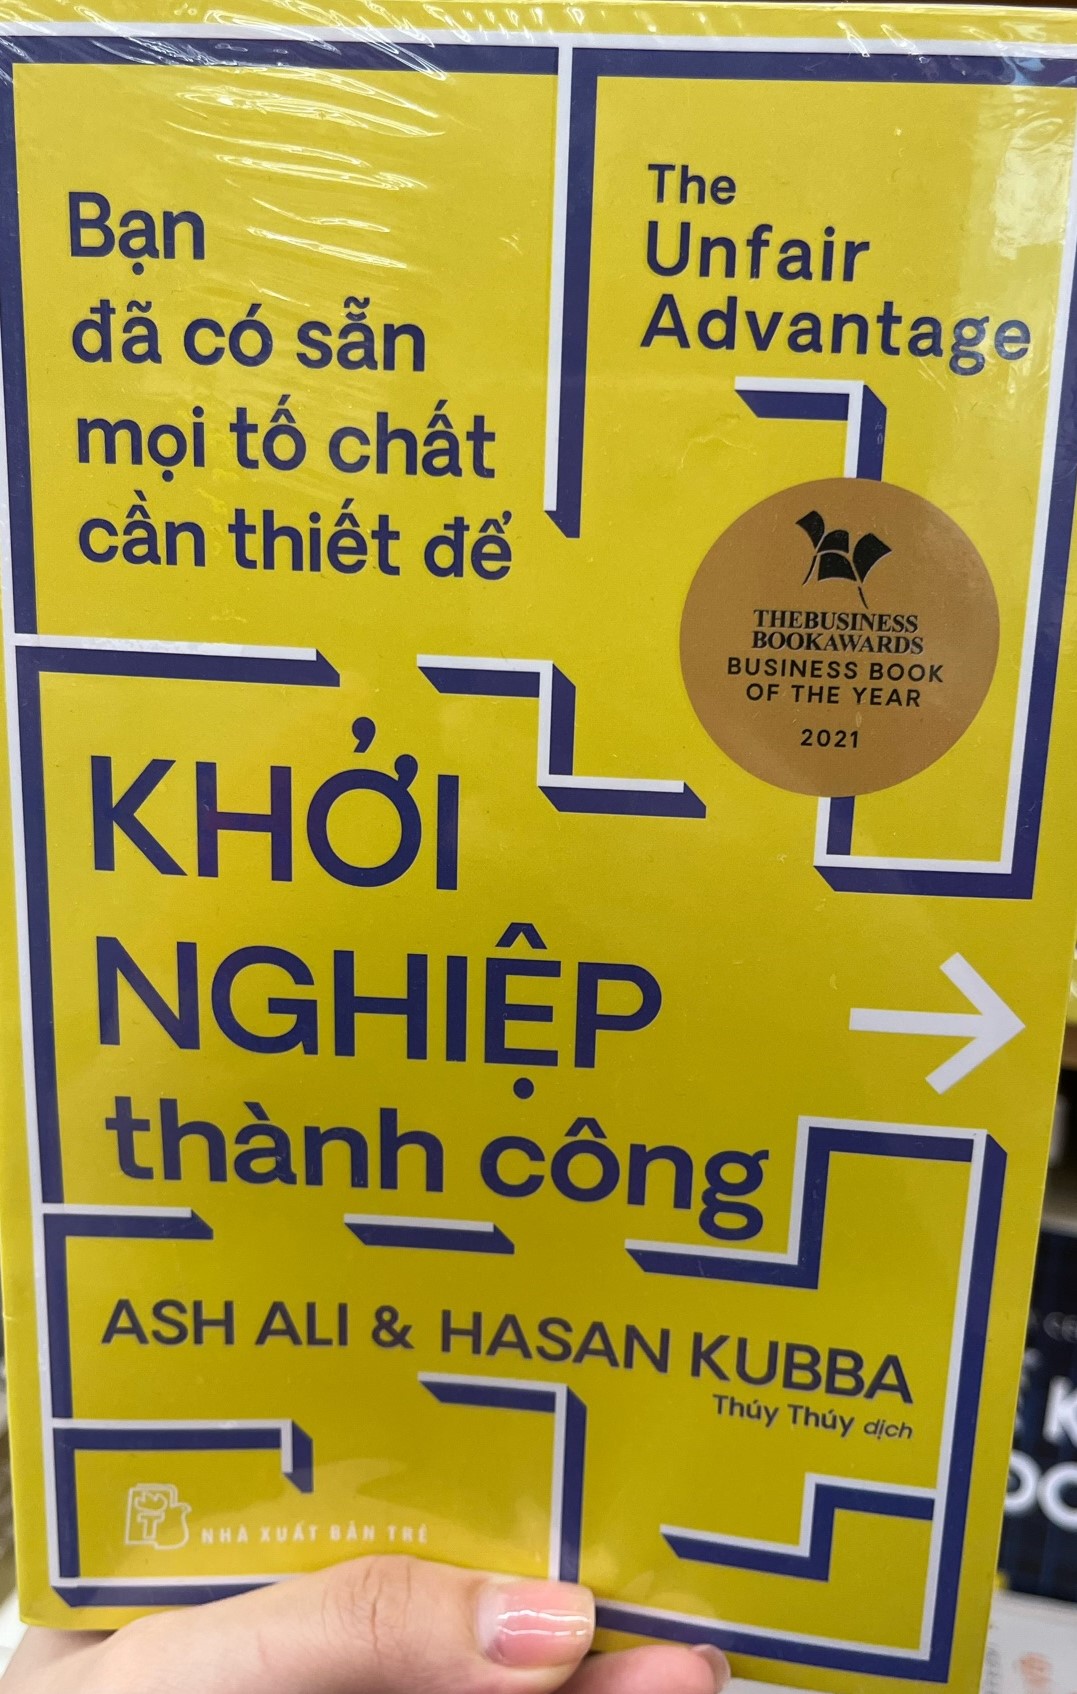 Bạn
đã có sẵn
mọi tố chất
cần thiết để
The
Unfair
Advantage
THEBUSINESS
BOOKAWARDS
BUSINESS BOOK
OF THE YEAR
2021
KHỞI
NGHIỆP
thành công
ASH ALI & HASAN KUBBA
Thúy Thúy dịch
NHÀ XUẤT BẢN TRẺ